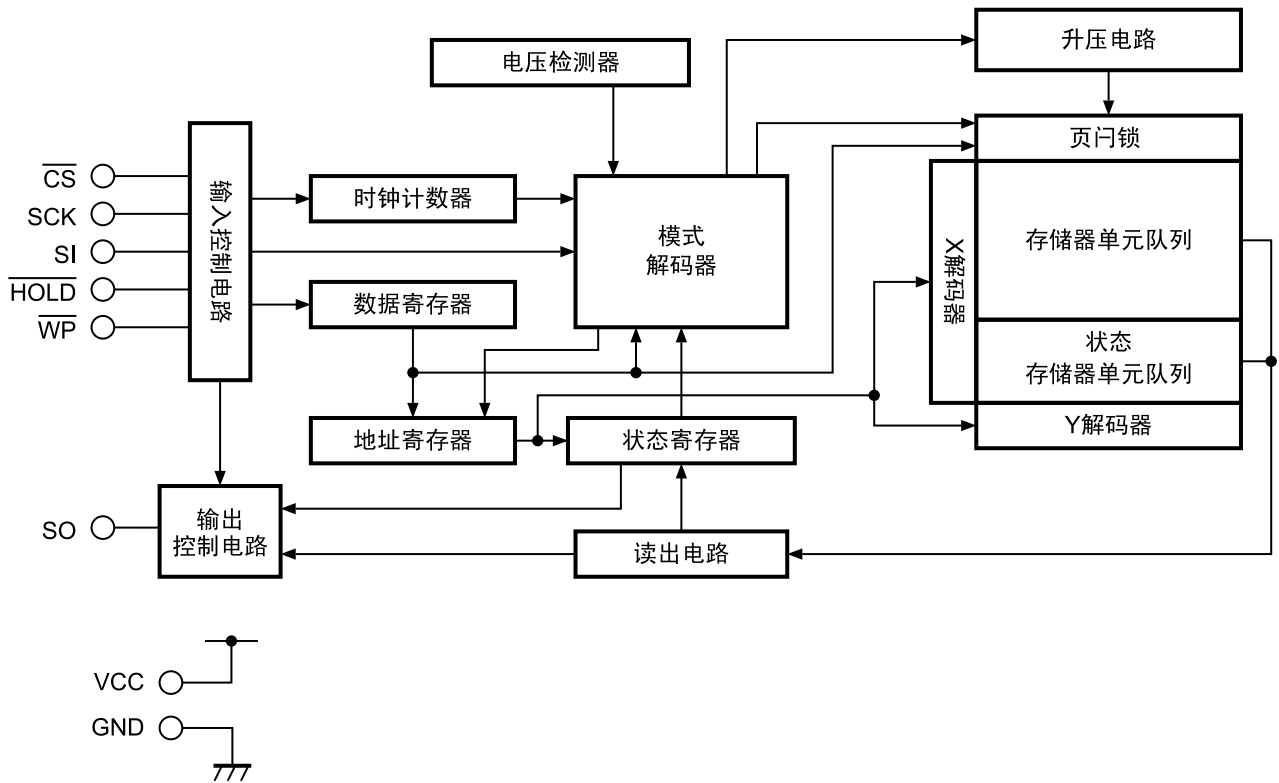 升压电路
电压检测器
页闩锁
C̅S̅
SCK
SI
H̅O̅L̅D̅
W̅P̅
输入控制电路
时钟计数器
数据寄存器
模式
解码器
X解码器
存储器单元队列
状态
存储器单元队列
Y解码器
地址寄存器
状态寄存器
SO
输出
控制电路
读出电路
VCC
GND